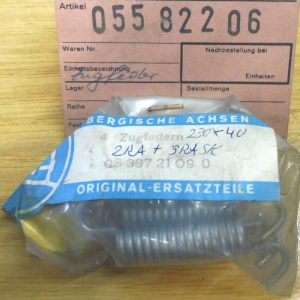 Artikel 055 822 06
Waren Nr. Nachbestellung bei
Einheitsbezeichnung Einheiten
Zugfeder
Lager Bestellmenge
Reihe
BERGISCHE ACHSEN
4 Zugfedern 230x40
2RA + 3RASK
03 397 21 09 0
ORIGINAL-ERSATZTEILE